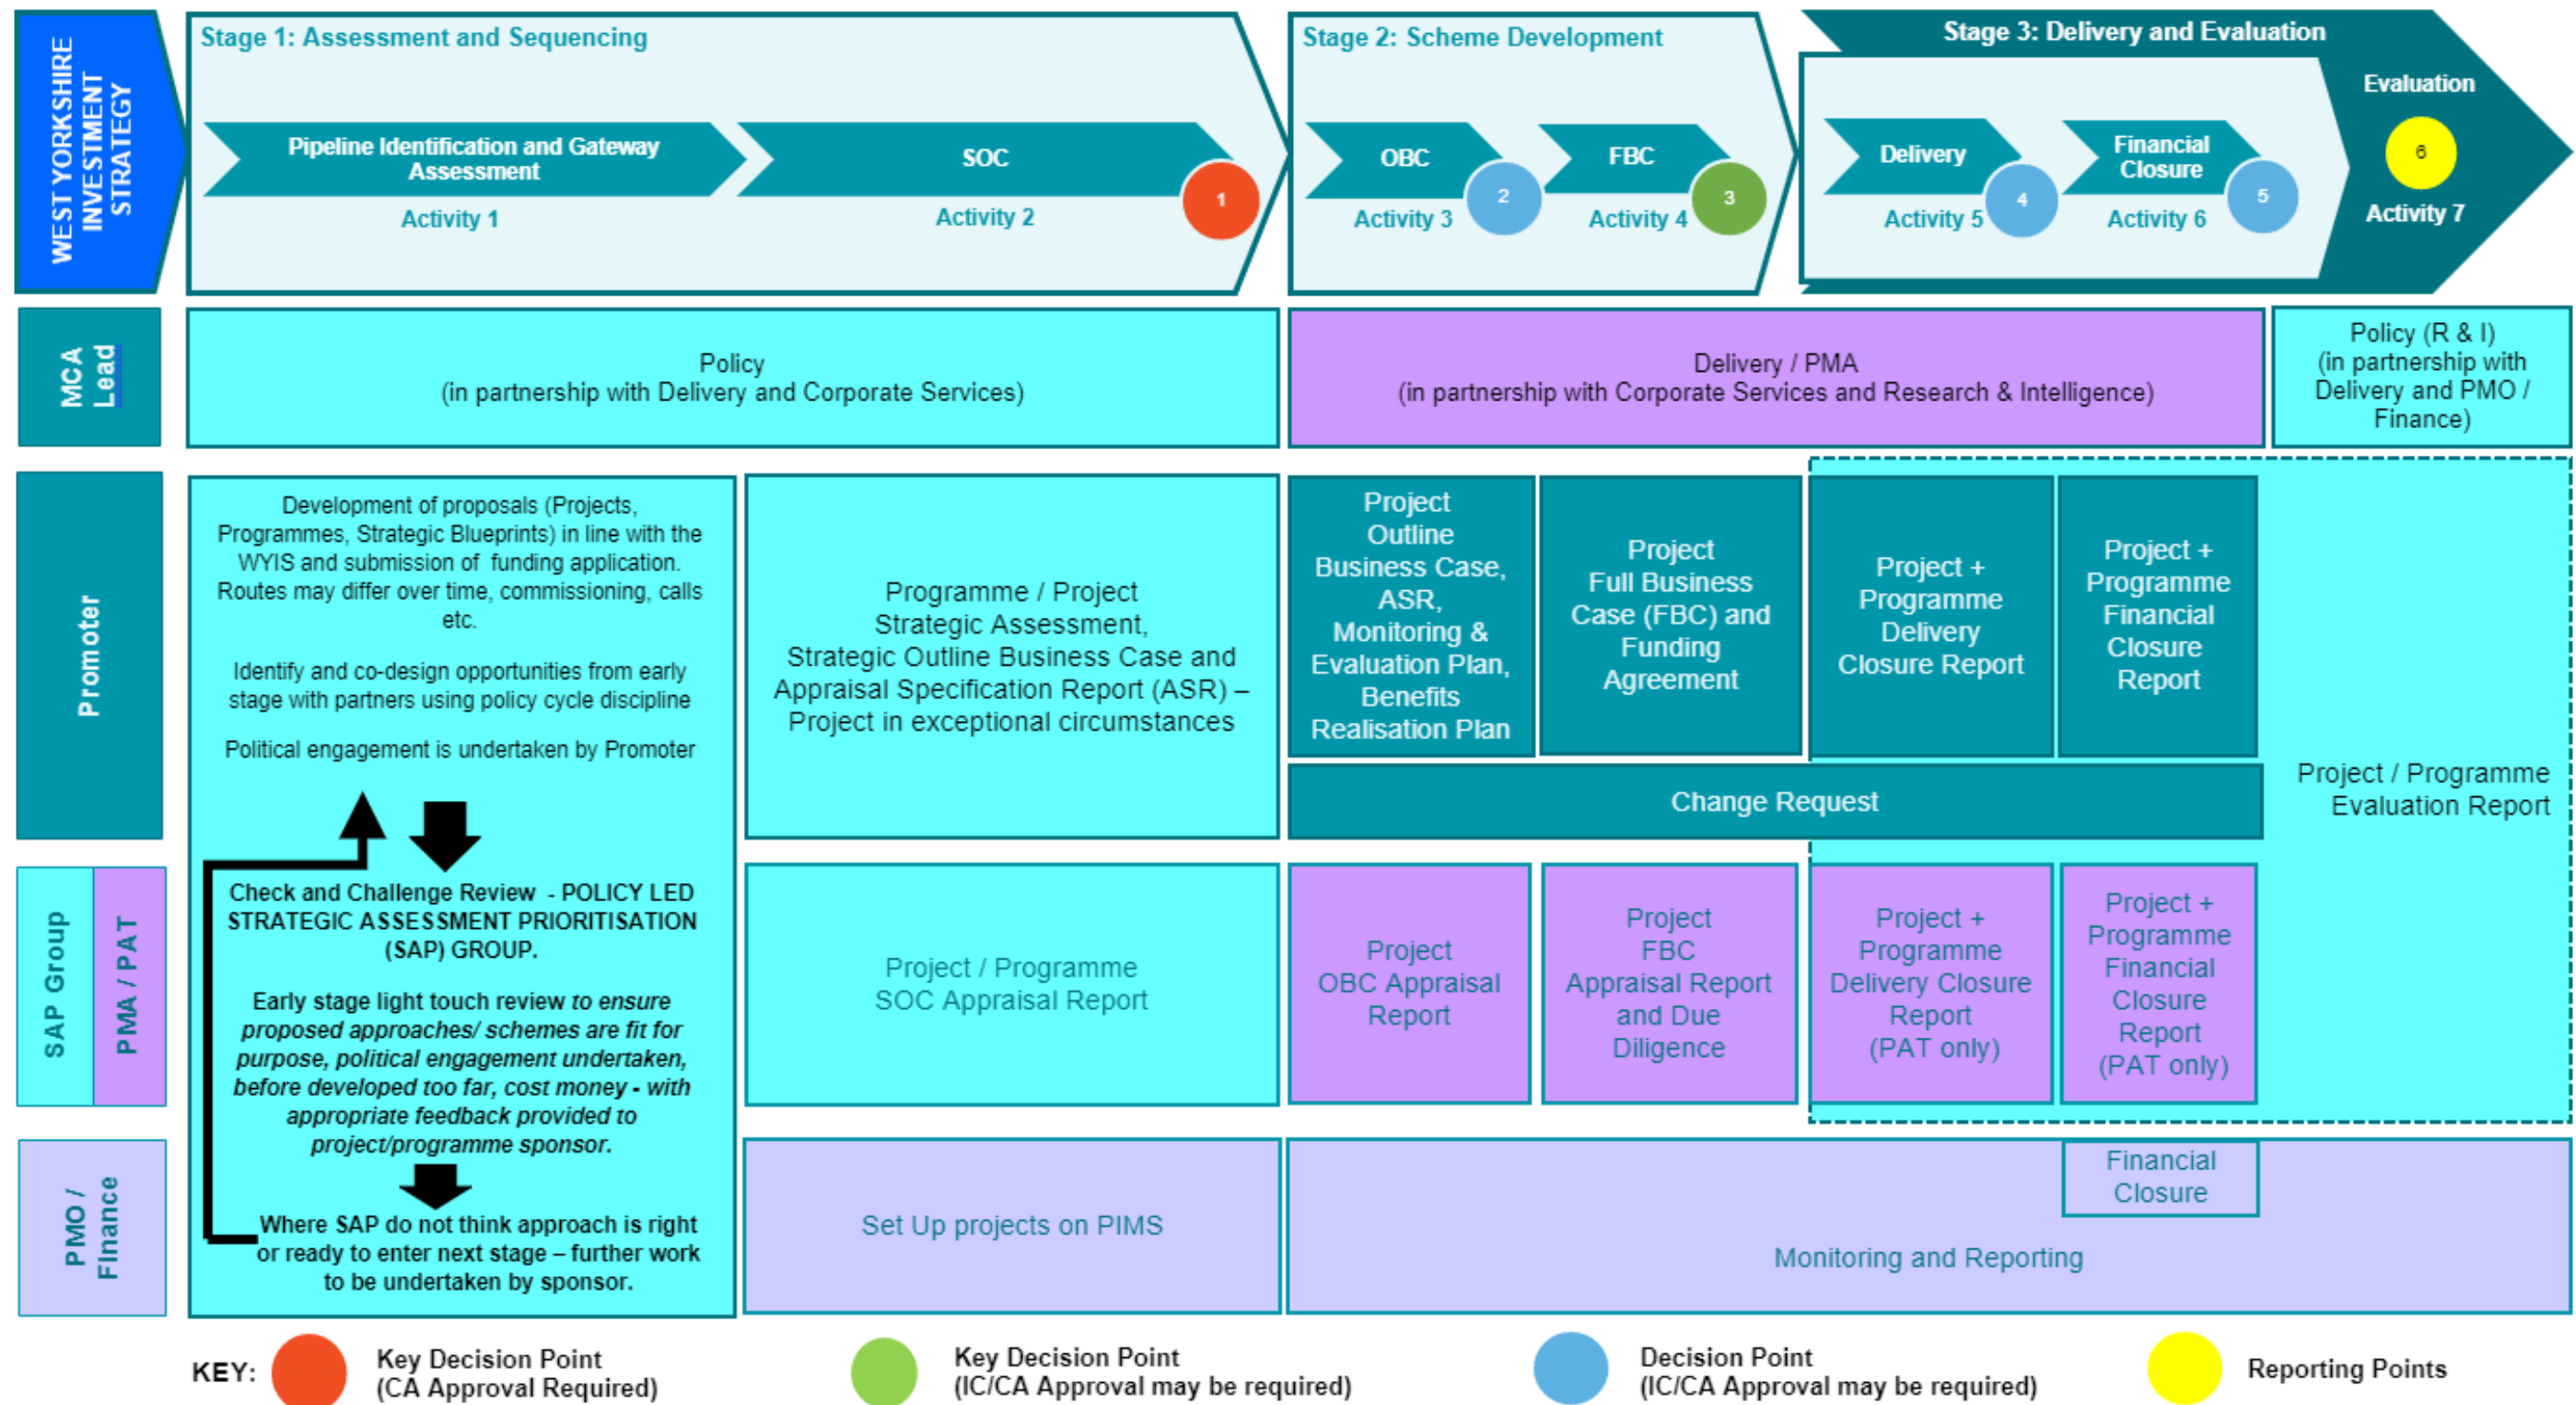 WEST YORKSHIRE
INVESTMENT
STRATEGY
Stage 1: Assessment and Sequencing
Pipeline Identification and Gateway
Assessment
Activity 1
SOC
Activity 2
1
Stage 2: Scheme Development
OBC
Activity 3
2
FBC
Activity 4
3
Stage 3: Delivery and Evaluation
Delivery
Activity 5
4
Financial
Closure
Activity 6
5
Evaluation
6
Activity 7
MCA
Lead
Policy
(in partnership with Delivery and Corporate Services)
Delivery / PMA
(in partnership with Corporate Services and Research & Intelligence)
Policy (R & I)
(in partnership with
Delivery and PMO /
Finance)
Promoter
Development of proposals (Projects,
Programmes, Strategic Blueprints) in line with the
WYIS and submission of funding application.
Routes may differ over time, commissioning, calls
etc.
Identify and co-design opportunities from early
stage with partners using policy cycle discipline
Political engagement is undertaken by Promoter
Check and Challenge Review - POLICY LED
STRATEGIC ASSESSMENT PRIORITISATION
(SAP) GROUP.
Early stage light touch review to ensure
proposed approaches/ schemes are fit for
purpose, political engagement undertaken,
before developed too far, cost money - with
appropriate feedback provided to
project/programme sponsor.
Where SAP do not think approach is right
or ready to enter next stage – further work
to be undertaken by sponsor.
Programme / Project
Strategic Assessment,
Strategic Outline Business Case and
Appraisal Specification Report (ASR) –
Project in exceptional circumstances
Project
Outline
Business Case,
ASR,
Monitoring &
Evaluation Plan,
Benefits
Realisation Plan
Project
Full Business
Case (FBC) and
Funding
Agreement
Project +
Programme
Delivery
Closure Report
Project +
Programme
Financial
Closure
Report
Change Request
Project / Programme
Evaluation Report
SAP Group
PMA / PAT
Project / Programme
SOC Appraisal Report
Project
OBC Appraisal
Report
Project
FBC
Appraisal Report
and Due
Diligence
Project +
Programme
Delivery Closure
Report
(PAT only)
Project +
Programme
Financial
Closure
Report
(PAT only)
PMO /
Finance
Set Up projects on PIMS
Financial
Closure
Monitoring and Reporting
KEY:
Key Decision Point
(CA Approval Required)
Key Decision Point
(IC/CA Approval may be required)
Decision Point
(IC/CA Approval may be required)
Reporting Points